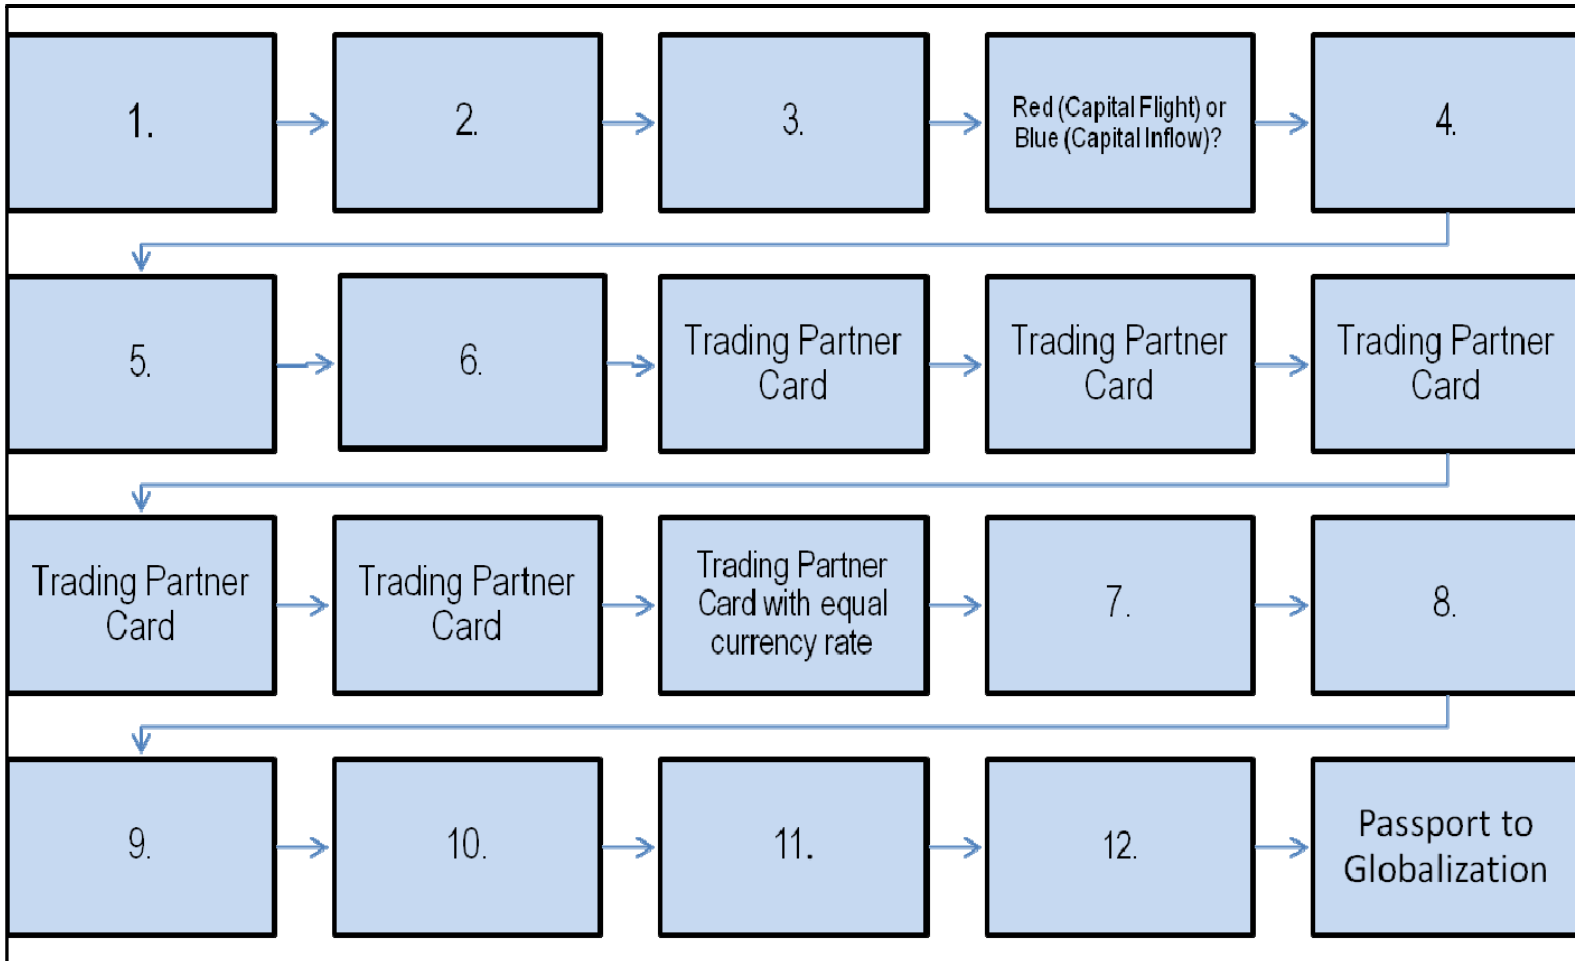 1.
2.
3.
Red (Capital Flight) or
Blue (Capital Inflow)?
4.
5.
6.
Trading Partner
Card
Trading Partner
Card
Trading Partner
Card
Trading Partner
Card
Trading Partner
Card
Trading Partner
Card with equal
currency rate
7.
8.
9.
10.
11.
12.
Passport to
Globalization